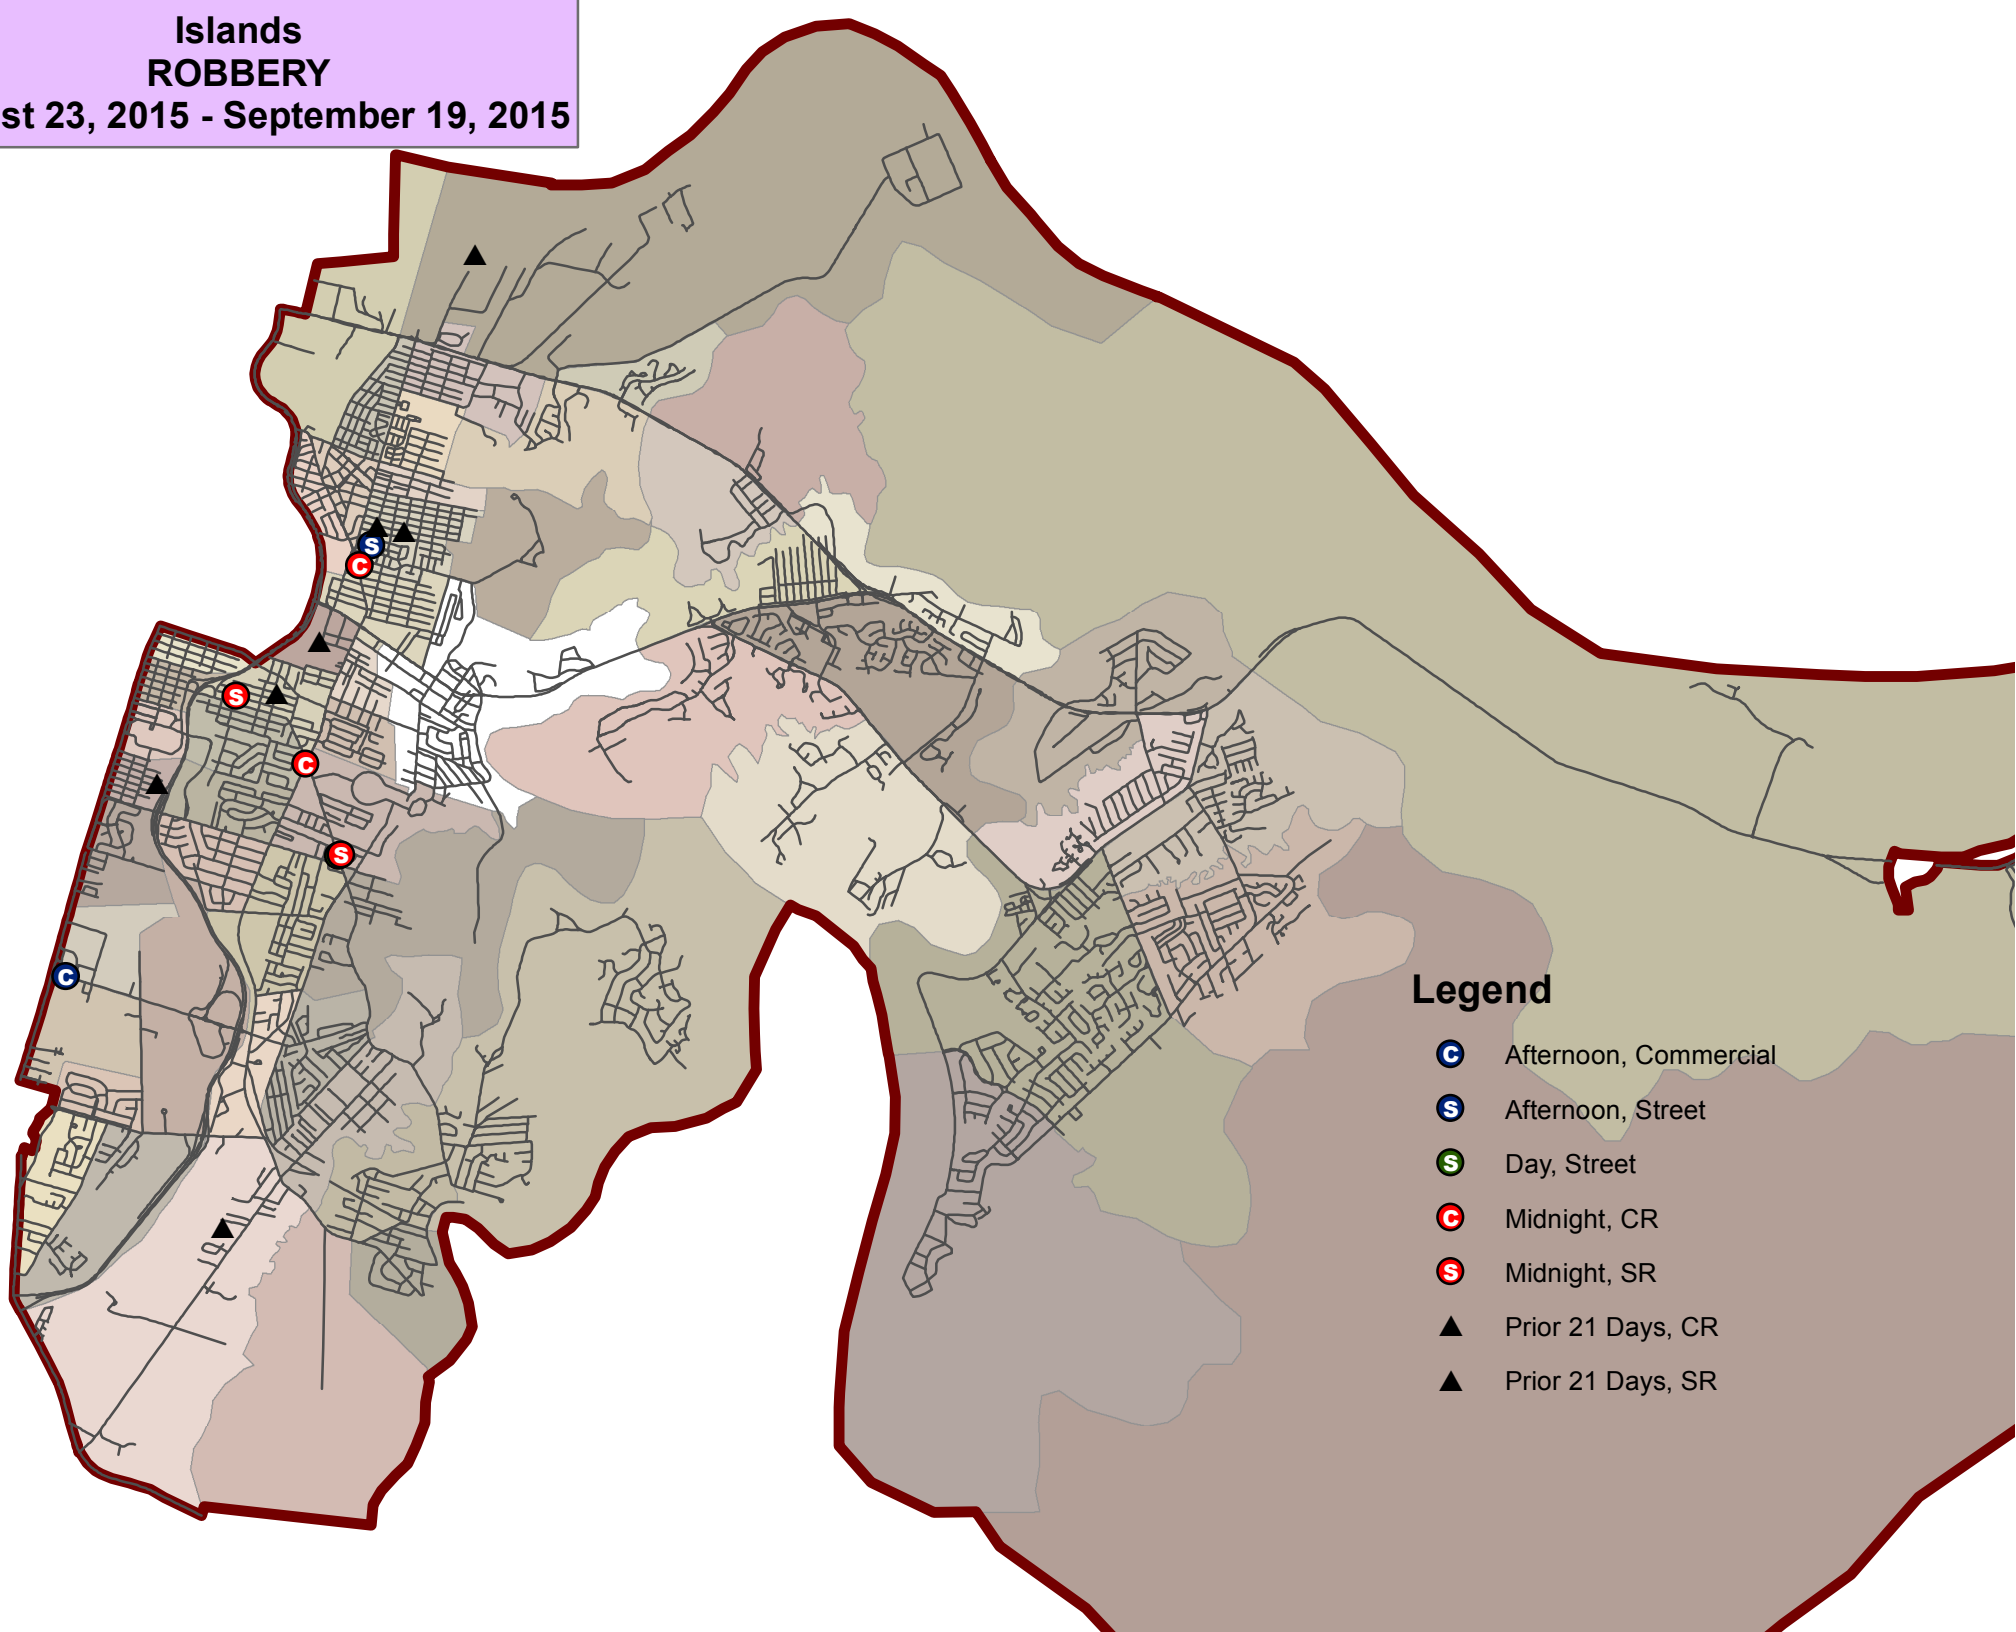 Islands
ROBBERY
st 23, 2015 - September 19, 2015
S
C
S
C
S
C
Legend
C Afternoon, Commercial
S Afternoon, Street
S Day, Street
C Midnight, CR
S Midnight, SR
Prior 21 Days, CR
Prior 21 Days, SR